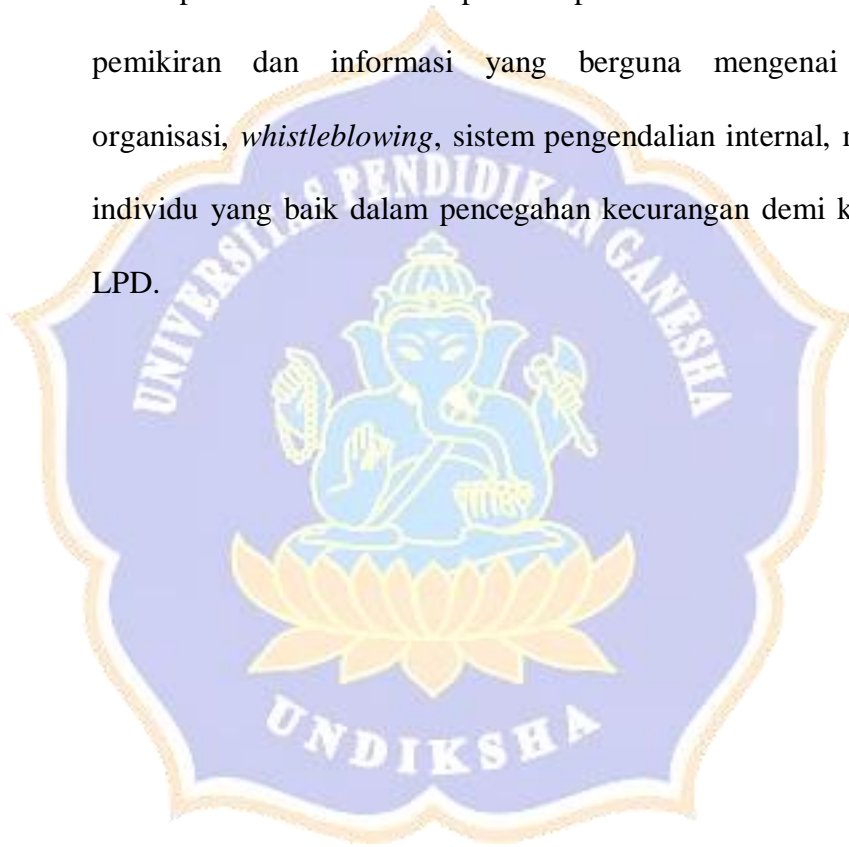 pemikiran dan informasi yang berguna mengenai
organisasi, whistleblowing, sistem pengendalian internal,
individu yang baik dalam pencegahan kecurangan demi
LPD.
UNIVERSITAS PENDIDIKAN GANESHA
UNDIKSHA